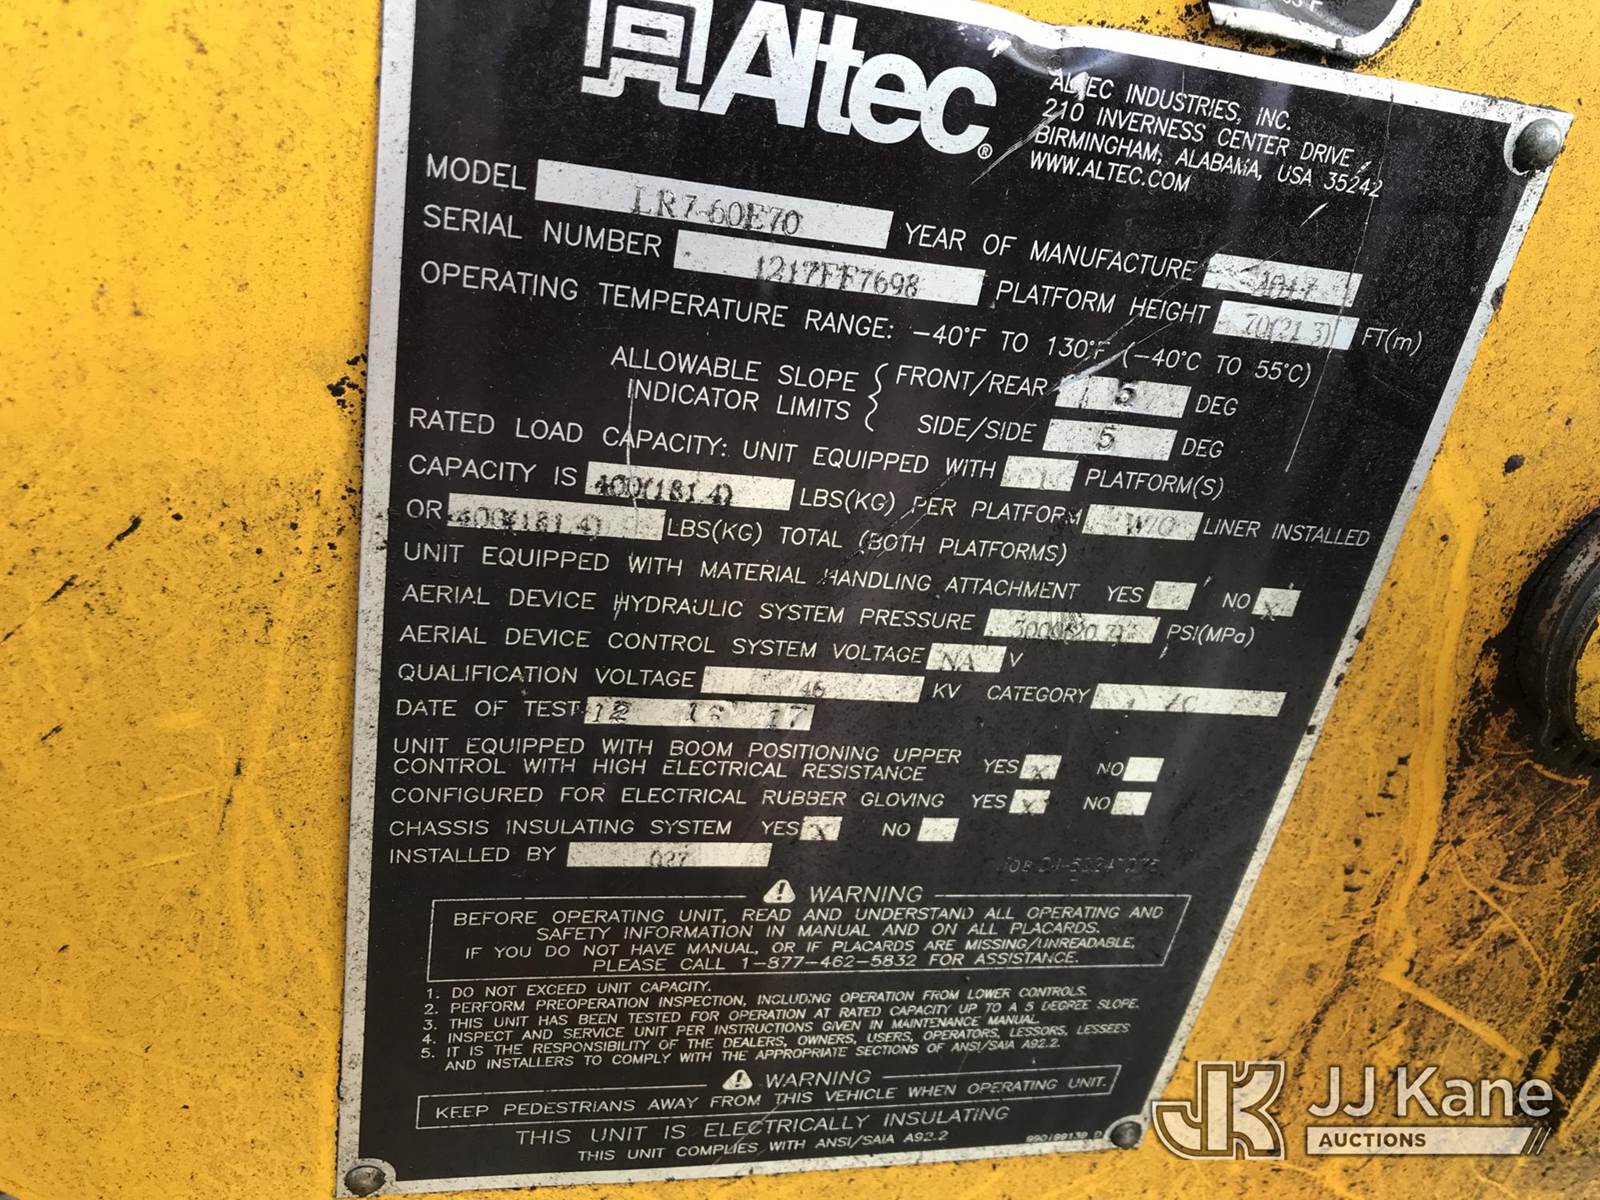 Altec®
ALTEC INDUSTRIES, INC.
210 INVERNESS CENTER DRIVE
BIRMINGHAM, ALABAMA, USA 35242
WWW.ALTEC.COM
MODEL LR7-60E70
YEAR OF MANUFACTURE 2017
SERIAL NUMBER 1217FF7698
PLATFORM HEIGHT 70(21.3) FT(m)
OPERATING TEMPERATURE RANGE: -40°F TO 130°F (-40°C TO 55°C)
ALLOWABLE SLOPE INDICATOR LIMITS { FRONT/REAR 5 DEG
SIDE/SIDE 5 DEG
RATED LOAD CAPACITY: UNIT EQUIPPED WITH 1 PLATFORM(S)
CAPACITY IS 400(181.4) LBS(KG) PER PLATFORM W/O LINER INSTALLED
OR 400(181.4) LBS(KG) TOTAL (BOTH PLATFORMS)
UNIT EQUIPPED WITH MATERIAL HANDLING ATTACHMENT YES NO X
AERIAL DEVICE HYDRAULIC SYSTEM PRESSURE 3000(20.7) PSI(MPa)
AERIAL DEVICE CONTROL SYSTEM VOLTAGE NA V
QUALIFICATION VOLTAGE 46 KV CATEGORY /C
DATE OF TEST 12 17
UNIT EQUIPPED WITH BOOM POSITIONING UPPER
CONTROL WITH HIGH ELECTRICAL RESISTANCE YES X NO
CONFIGURED FOR ELECTRICAL RUBBER GLOVING YES X NO
CHASSIS INSULATING SYSTEM YES X NO
INSTALLED BY 027
WARNING
BEFORE OPERATING UNIT, READ AND UNDERSTAND ALL OPERATING AND
SAFETY INFORMATION IN MANUAL AND ON ALL PLACARDS.
IF YOU DO NOT HAVE MANUAL, OR IF PLACARDS ARE MISSING/UNREADABLE,
PLEASE CALL 1-877-462-5832 FOR ASSISTANCE.
1. DO NOT EXCEED UNIT CAPACITY.
2. PERFORM PREOPERATION INSPECTION, INCLUDING OPERATION FROM LOWER CONTROLS.
3. THIS UNIT HAS BEEN TESTED FOR OPERATION AT RATED CAPACITY UP TO A 5 DEGREE SLOPE.
4. INSPECT AND SERVICE UNIT PER INSTRUCTIONS GIVEN IN MAINTENANCE MANUAL.
5. IT IS THE RESPONSIBILITY OF THE DEALERS, OWNERS, USERS, OPERATORS, LESSORS, LESSEES
AND INSTALLERS TO COMPLY WITH THE APPROPRIATE SECTIONS OF ANSI/SAIA A92.2.
WARNING
KEEP PEDESTRIANS AWAY FROM THIS VEHICLE WHEN OPERATING UNIT.
THIS UNIT IS ELECTRICALLY INSULATING
THIS UNIT COMPLIES WITH ANSI/SAIA A92.2
990199139 D
JK JJ Kane
AUCTIONS